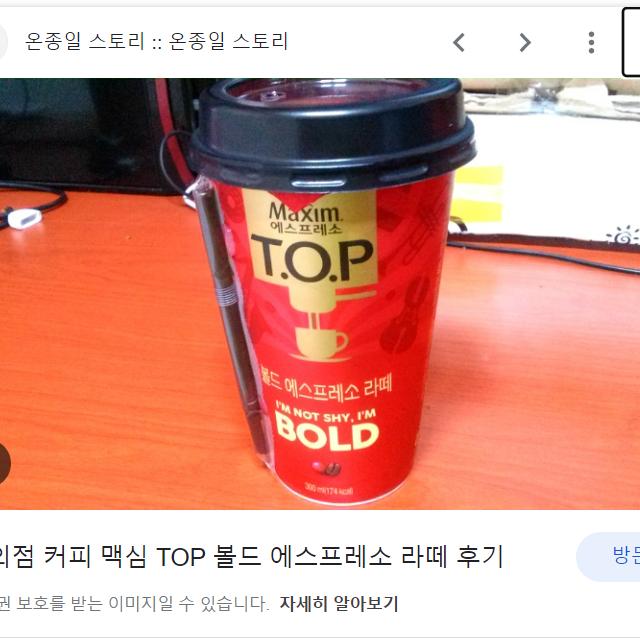 온종일 스토리 :: 온종일 스토리
Maxim.
에스프레소
T.O.P
볼드 에스프레소 라떼
I'M NOT SHY, I'M
BOLD
300 ml(174 kcal)
의점 커피 맥심 TOP 볼드 에스프레소 라떼 후기
권 보호를 받는 이미지일 수 있습니다. 자세히 알아보기